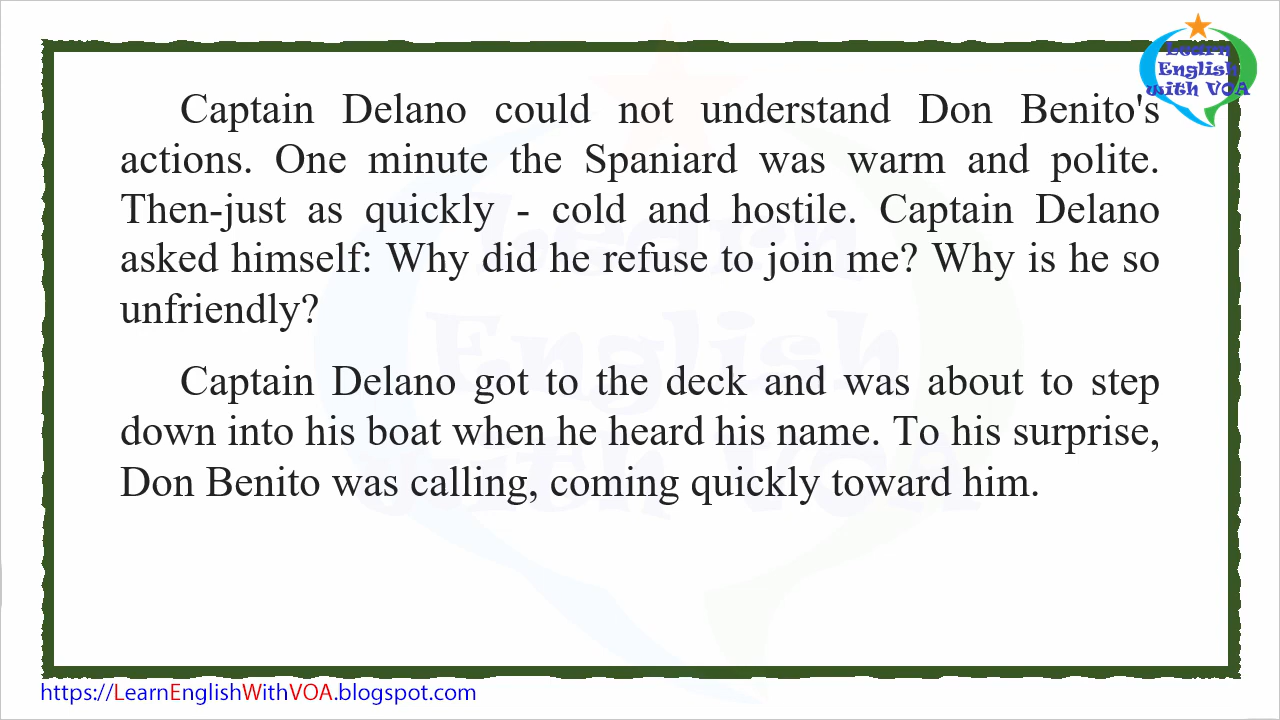 Learn
English
with VOA
Captain Delano could not understand Don Benito's
actions. One minute the Spaniard was warm and polite.
Then-just as quickly - cold and hostile. Captain Delano
asked himself: Why did he refuse to join me? Why is he so
unfriendly?
Captain Delano got to the deck and was about to step
down into his boat when he heard his name. To his surprise,
Don Benito was calling, coming quickly toward him.
Learn
English
with VOA
https://LearnEnglishWithVOA.blogspot.com